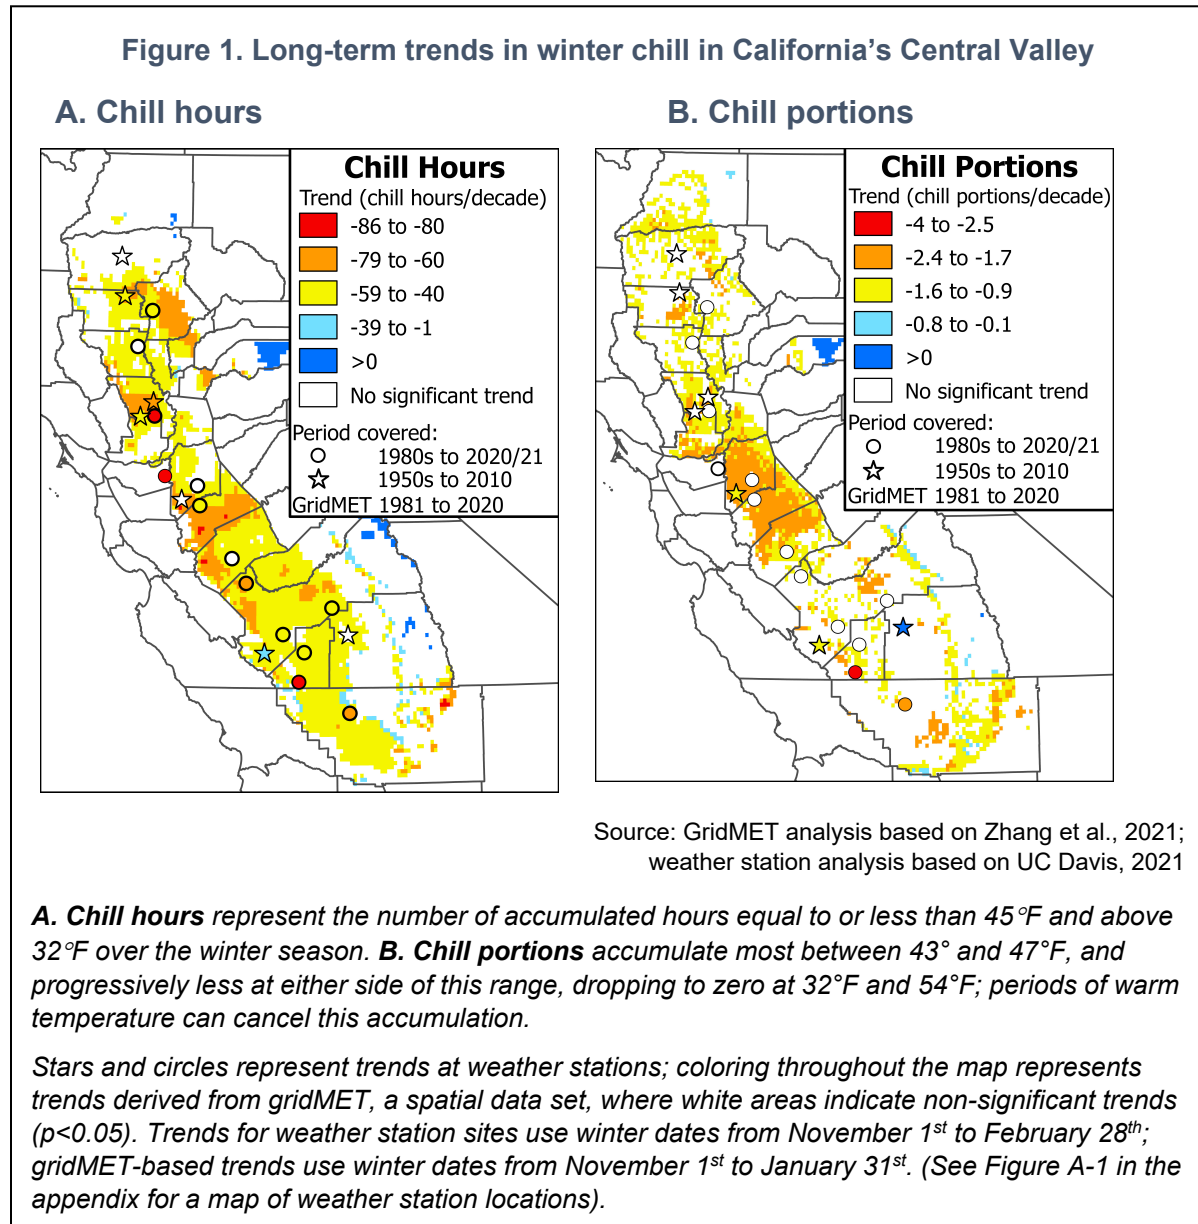 Figure 1. Long-term trends in winter chill in California’s Central Valley
A. Chill hours
B. Chill portions
Chill Hours
Trend (chill hours/decade)
-86 to -80
-79 to -60
-59 to -40
-39 to -1
>0
No significant trend
Period covered:
1980s to 2020/21
1950s to 2010
GridMET 1981 to 2020
Chill Portions
Trend (chill portions/decade)
-4 to -2.5
-2.4 to -1.7
-1.6 to -0.9
-0.8 to -0.1
>0
No significant trend
Period covered:
1980s to 2020/21
1950s to 2010
GridMET 1981 to 2020
Source: GridMET analysis based on Zhang et al., 2021;
weather station analysis based on UC Davis, 2021
A. Chill hours represent the number of accumulated hours equal to or less than 45°F and above
32°F over the winter season. B. Chill portions accumulate most between 43° and 47°F, and
progressively less at either side of this range, dropping to zero at 32°F and 54°F; periods of warm
temperature can cancel this accumulation.
Stars and circles represent trends at weather stations; coloring throughout the map represents
trends derived from gridMET, a spatial data set, where white areas indicate non-significant trends
(p<0.05). Trends for weather station sites use winter dates from November 1st to February 28th;
gridMET-based trends use winter dates from November 1st to January 31st. (See Figure A-1 in the
appendix for a map of weather station locations).